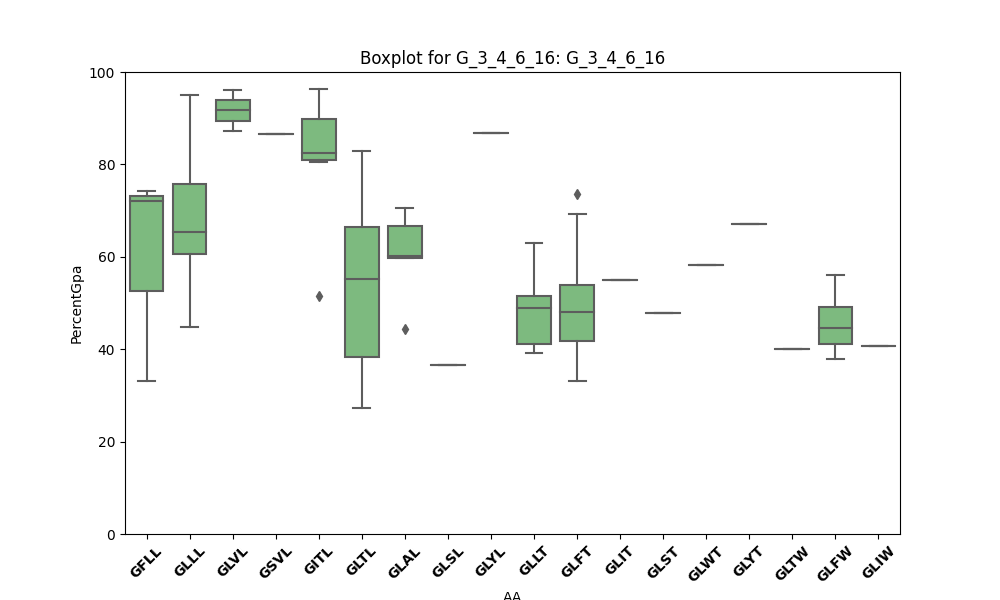 Boxplot for G_3_4_6_16: G_3_4_6_16
100
80
60
40
20
0
PercentGpa
GFLL GLLL GLVL GSVL GITL GLTL GLAL GLSL GLYL GLLT GLFT GLIT GLST GLWT GLYT GLTW GLFW GLIW
AA